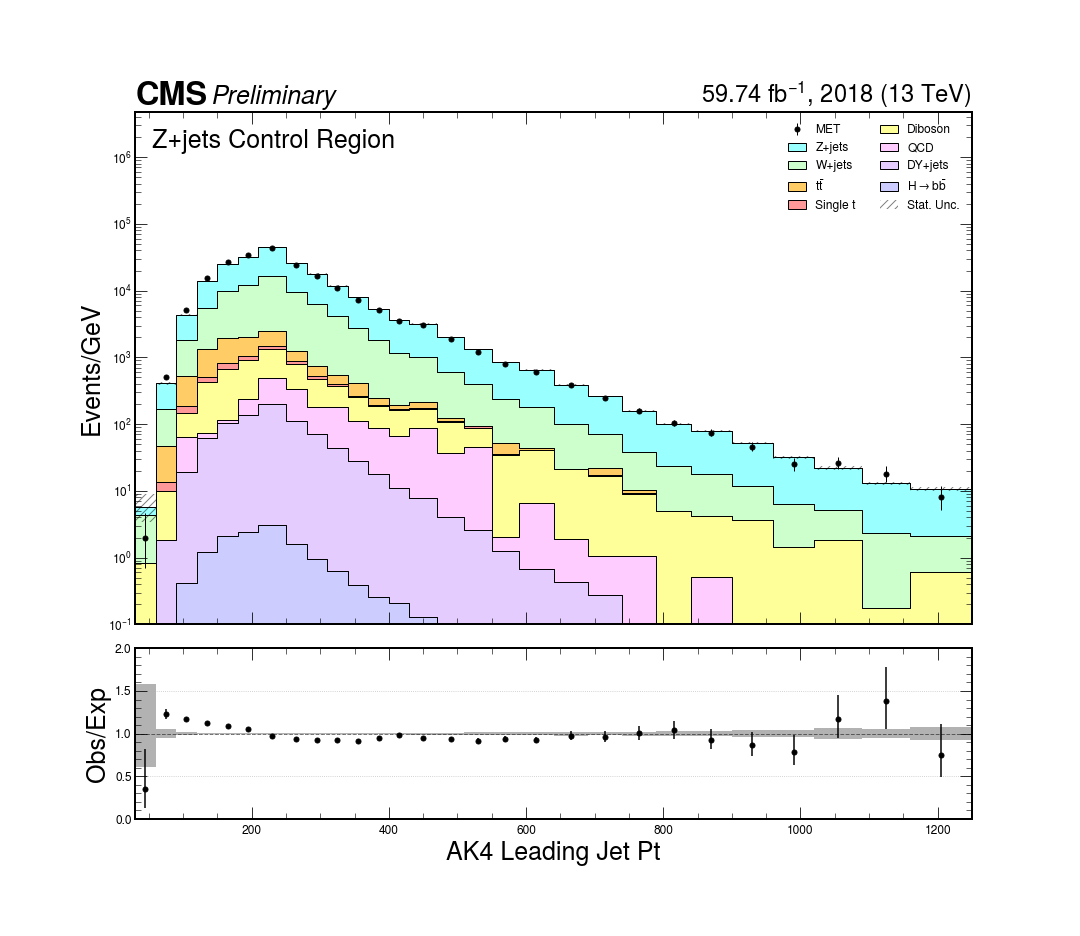 CMS Preliminary
59.74 fb⁻¹, 2018 (13 TeV)
Z+jets Control Region
MET
Z+jets
W+jets
tt̄
Single t
Diboson
QCD
DY+jets
H→bb̄
Stat. Unc.
Events/GeV
10⁶
10⁵
10⁴
10³
10²
10¹
10⁰
10⁻¹
Obs/Exp
2.0
1.5
1.0
0.5
0.0
200 400 600 800 1000 1200
AK4 Leading Jet Pt